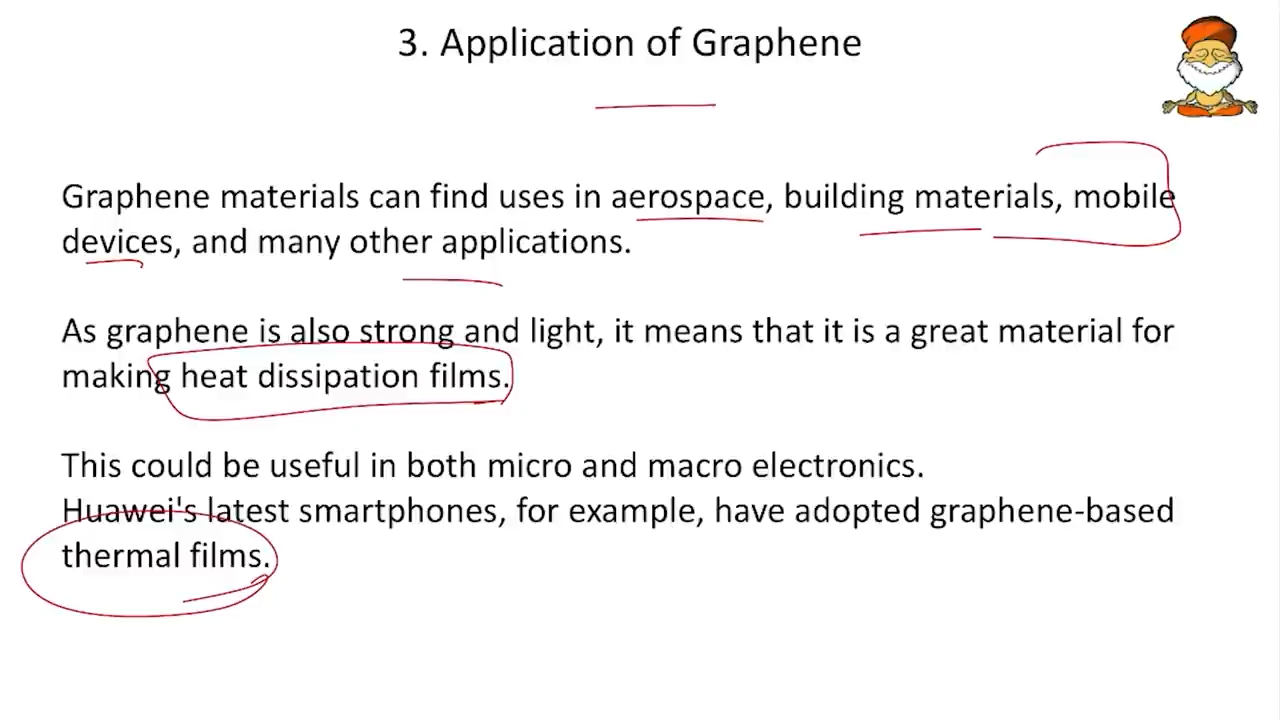 3. Application of Graphene
Graphene materials can find uses in aerospace, building materials, mobile
devices, and many other applications.
As graphene is also strong and light, it means that it is a great material for
making heat dissipation films.
This could be useful in both micro and macro electronics.
Huawei's latest smartphones, for example, have adopted graphene-based
thermal films.